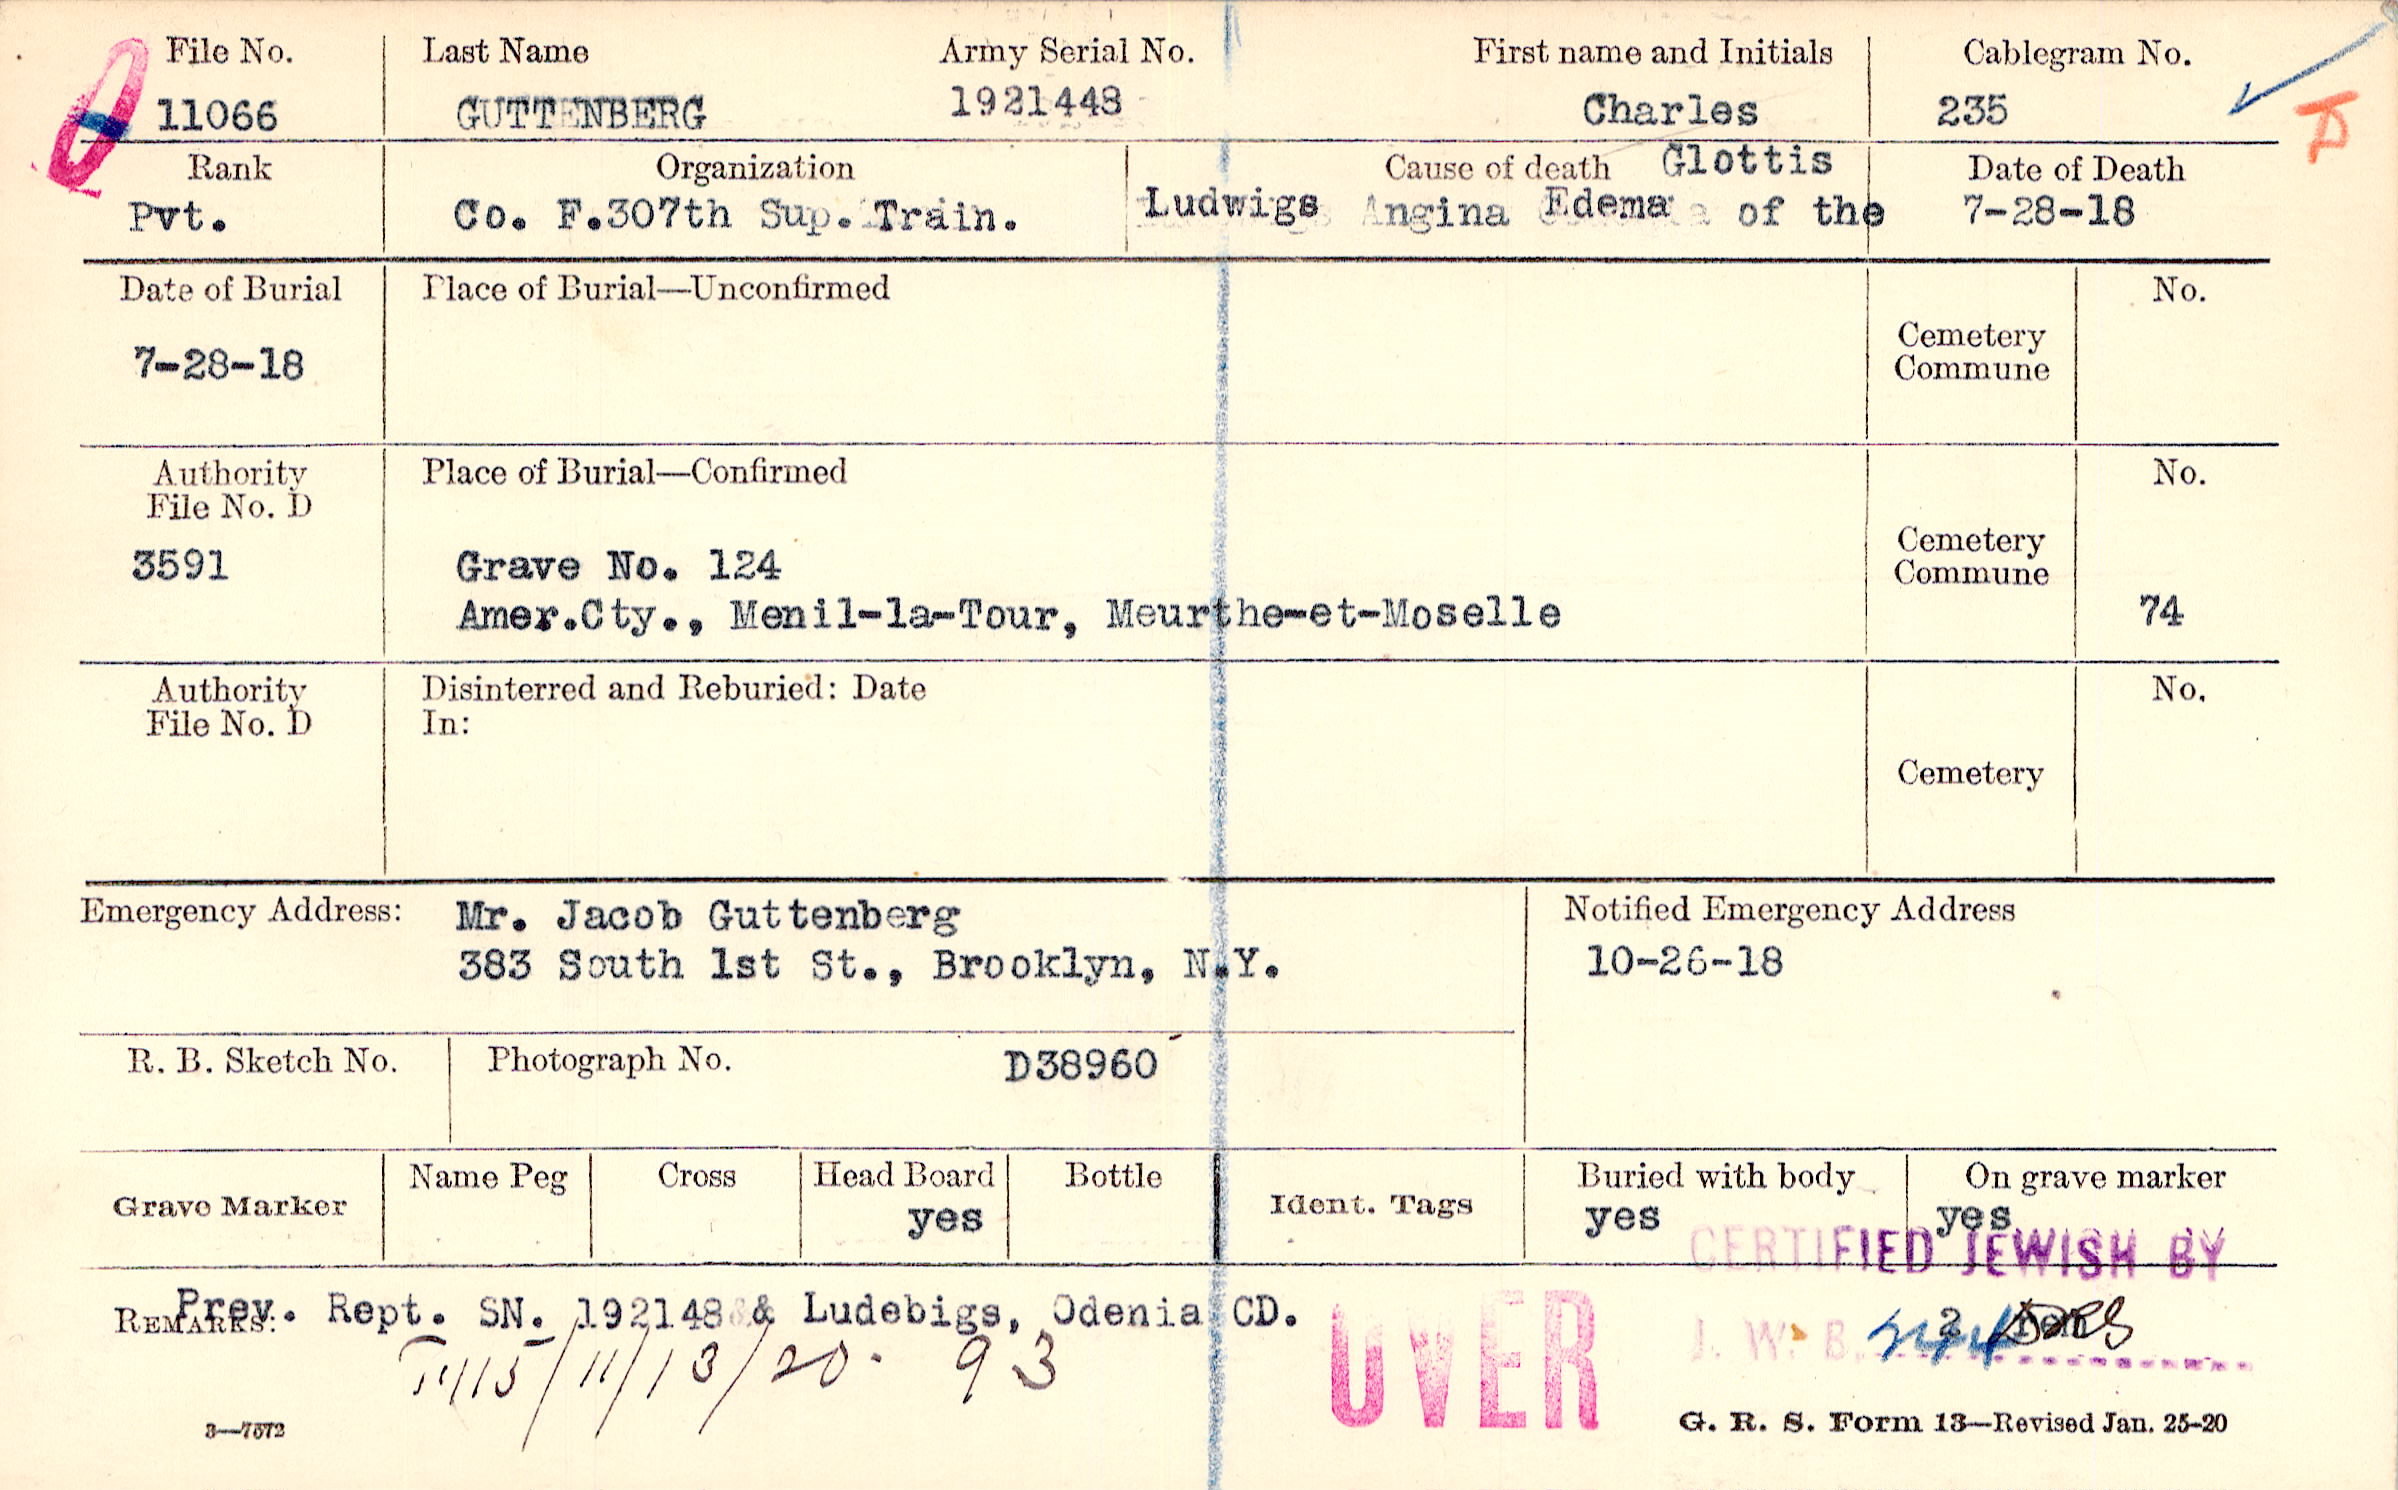 File No. Last Name Army Serial No. First name and Initials Cablegram No.
11066 GUTTENBERG 1921448 Charles 235
Rank Organization Cause of death Glottis Date of Death
Pvt. Co. F.307th Sup. Train. Ludwigs Angina Edema of the 7-28-18
Date of Burial Place of Burial—Unconfirmed No.
7-28-18
Cemetery
Commune
Authority Place of Burial—Confirmed No.
File No. D
3591 Grave No. 124
Cemetery
Commune
Amer.Cty., Menil-la-Tour, Meurthe-et-Moselle 74
Authority Disinterred and Reburied: Date No.
File No. D In:
Cemetery
Emergency Address: Mr. Jacob Guttenberg Notified Emergency Address
383 South 1st St., Brooklyn, N.Y. 10-26-18
R. B. Sketch No. Photograph No. D38960
Grave Marker Name Peg Cross Head Board Bottle Ident. Tags Buried with body On grave marker
yes yes yes
CERTIFIED JEWISH BY
REMARKS: Prev. Rept. SN. 192148 & Ludebigs, Odenia CD.
J. W. B.
/11/13/20. 93
OVER
3—7572 G. R. S. Form 13—Revised Jan. 25-20